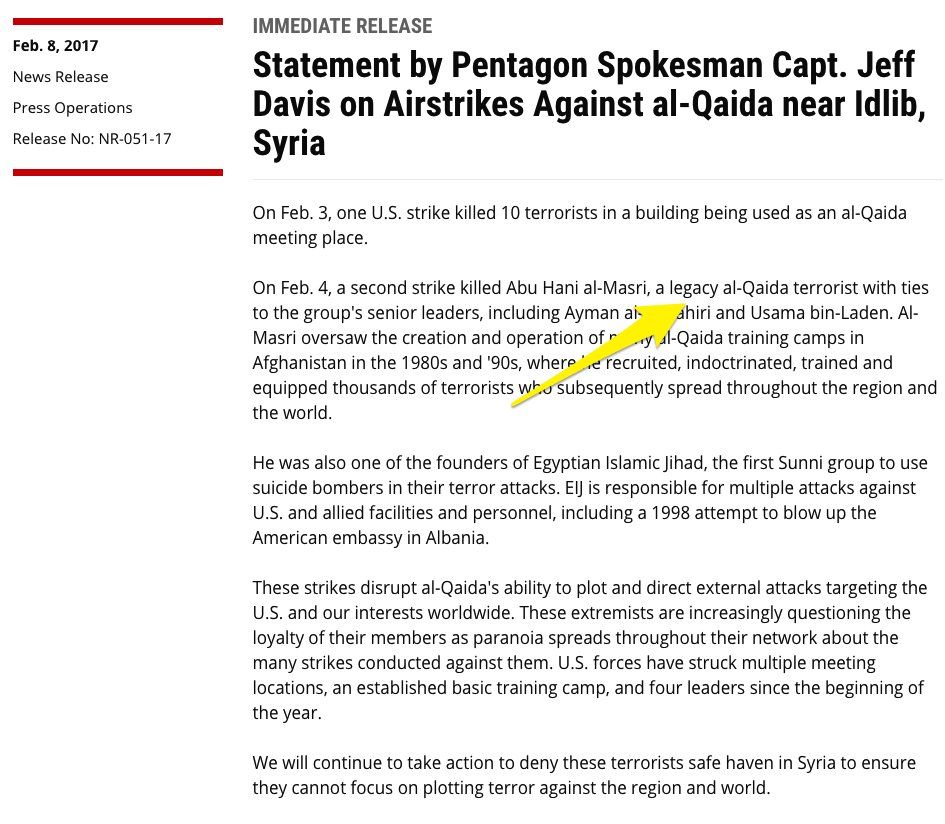 Feb. 8, 2017
News Release
Press Operations
Release No: NR-051-17
IMMEDIATE RELEASE
Statement by Pentagon Spokesman Capt. Jeff
Davis on Airstrikes Against al-Qaida near Idlib,
Syria
On Feb. 3, one U.S. strike killed 10 terrorists in a building being used as an al-Qaida
meeting place.
On Feb. 4, a second strike killed Abu Hani al-Masri, a legacy al-Qaida terrorist with ties
to the group's senior leaders, including Ayman and Usama bin-Laden. Al-
Masri oversaw the creation and operation of al-Qaida training camps in
Afghanistan in the 1980s and '90s, where he recruited, indoctrinated, trained and
equipped thousands of terrorists who subsequently spread throughout the region and
the world.
He was also one of the founders of Egyptian Islamic Jihad, the first Sunni group to use
suicide bombers in their terror attacks. EIJ is responsible for multiple attacks against
U.S. and allied facilities and personnel, including a 1998 attempt to blow up the
American embassy in Albania.
These strikes disrupt al-Qaida's ability to plot and direct external attacks targeting the
U.S. and our interests worldwide. These extremists are increasingly questioning the
loyalty of their members as paranoia spreads throughout their network about the
many strikes conducted against them. U.S. forces have struck multiple meeting
locations, an established basic training camp, and four leaders since the beginning of
the year.
We will continue to take action to deny these terrorists safe haven in Syria to ensure
they cannot focus on plotting terror against the region and world.